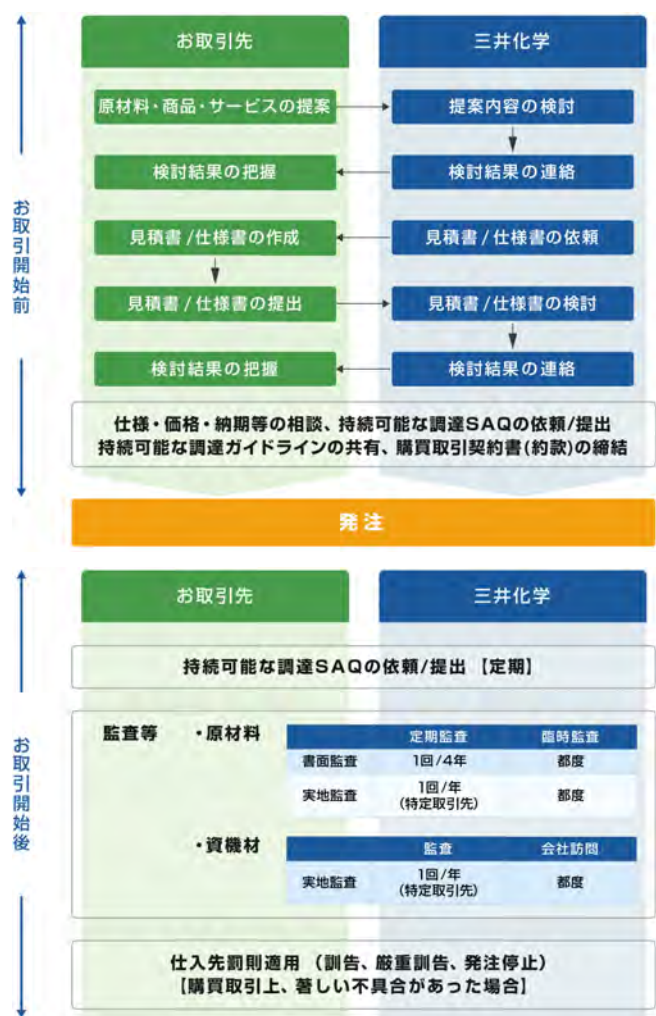 お取引先 三井化学
お取引開始前
原材料・商品・サービスの提案 提案内容の検討
検討結果の把握 検討結果の連絡
見積書/仕様書の作成 見積書/仕様書の依頼
見積書/仕様書の提出 見積書/仕様書の検討
検討結果の把握 検討結果の連絡
仕様・価格・納期等の相談、持続可能な調達SAQの依頼/提出
持続可能な調達ガイドラインの共有、購買取引契約書(約款)の締結
発注
お取引先 三井化学
お取引開始後
持続可能な調達SAQの依頼/提出 【定期】
監査等 ・原材料
定期監査 臨時監査
書面監査 1回/4年 都度
実地監査 1回/年 都度
(特定取引先)
・資機材
監査 会社訪問
実地監査 1回/年 都度
(特定取引先)
仕入先罰則適用 (訓告、厳重訓告、発注停止)
【購買取引上、著しい不具合があった場合】